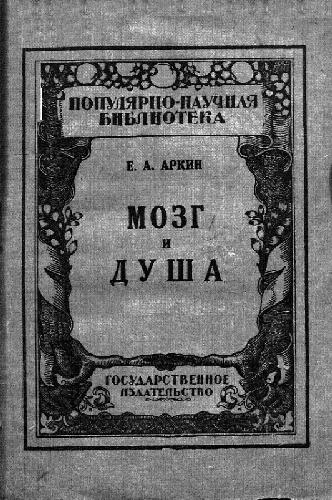 ПОПУЛЯРНО-НАУЧНАЯ
БИБЛИОТЕКА
Е. А. АРКИН
МОЗГ
И
ДУША
ГОСУДАРСТВЕННОЕ
ИЗДАТЕЛЬСТВО